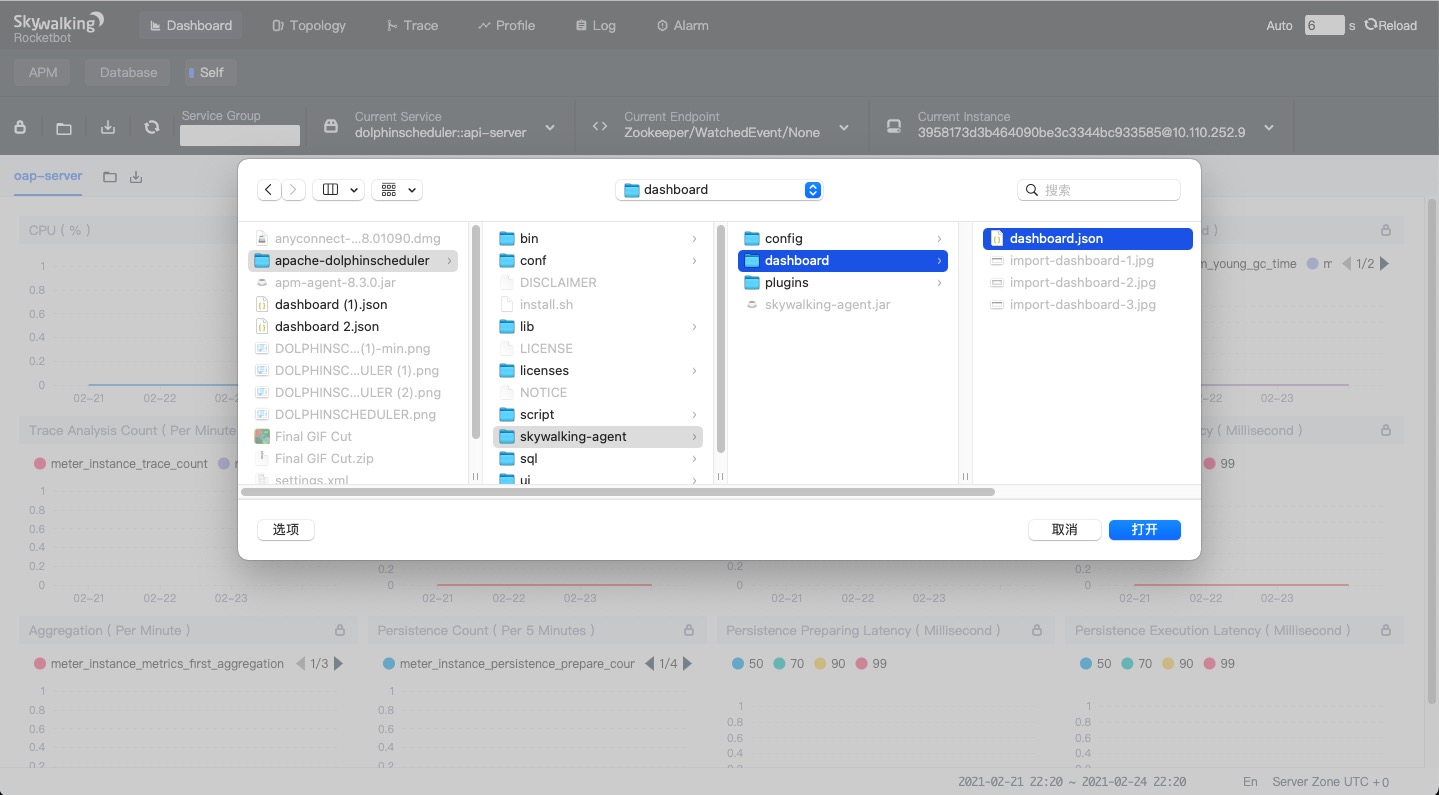 Skywalking
Rocketbot
Dashboard
Topology
Trace
Profile
Log
Alarm
Auto 6 s Reload
APM
Database
Self
Service Group
Current Service
dolphinscheduler::api-server
Current Endpoint
Zookeeper/WatchedEvent/None
Current Instance
3958173d3b464090be3c3344bc933585@10.110.252.9
oap-server
dashboard
搜索
anyconnect-...8.01090.dmg
apache-dolphinscheduler
apm-agent-8.3.0.jar
dashboard (1).json
dashboard 2.json
DOLPHINSC...(1)-min.png
DOLPHINSC...ULER (1).png
DOLPHINSC...ULER (2).png
DOLPHINSCHEDULER.png
Final GIF Cut
Final GIF Cut.zip
settings.xml
bin
conf
DISCLAIMER
install.sh
lib
LICENSE
licenses
NOTICE
script
skywalking-agent
sql
ui
config
dashboard
plugins
skywalking-agent.jar
dashboard.json
import-dashboard-1.jpg
import-dashboard-2.jpg
import-dashboard-3.jpg
选项
取消
打开
CPU ( % )
1
0.8
0.6
0.4
0.2
0
02-21 02-22 02-2
d )
n_young_gc_time m 1/2
-22 02-23
Trace Analysis Count ( Per Minute
meter_instance_trace_count
1
0.8
0.6
0.4
0.2
0
02-21 02-22 02-23
0.2
0
02-21 02-22 02-23
0.2
0
02-21 02-22 02-23
cy ( Millisecond )
99
0.2
0
02-21 02-22 02-23
Aggregation ( Per Minute )
meter_instance_metrics_first_aggregation 1/3
1
0.8
0.6
0.4
0.2
Persistence Count ( Per 5 Minutes )
meter_instance_persistence_prepare_cour 1/4
1
0.8
0.6
0.4
0.2
Persistence Preparing Latency ( Millisecond )
50 70 90 99
1
0.8
0.6
0.4
0.2
Persistence Execution Latency ( Millisecond )
50 70 90 99
1
0.8
0.6
0.4
0.2
2021-02-21 22:20 ~ 2021-02-24 22:20
En
Server Zone UTC +0